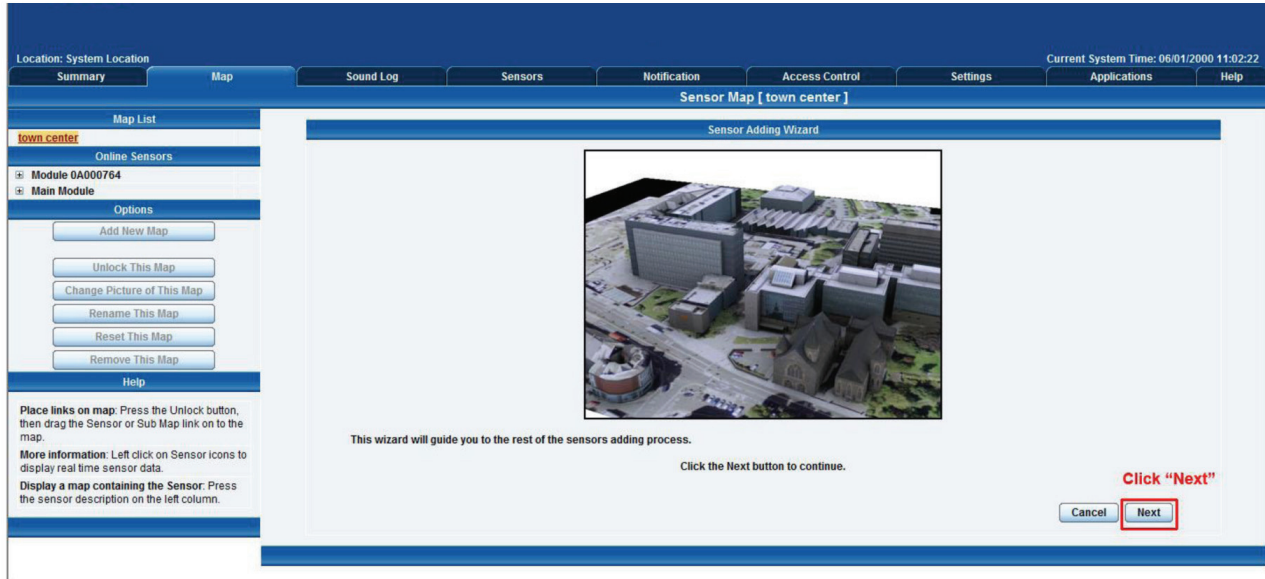 Location: System Location
Current System Time: 06/01/2000 11:02:22
Summary
Map
Sound Log
Sensors
Notification
Access Control
Settings
Applications
Help
Sensor Map [ town center ]
Map List
town center
Online Sensors
Module 0A000764
Main Module
Options
Add New Map
Unlock This Map
Change Picture of This Map
Rename This Map
Reset This Map
Remove This Map
Help
Place links on map: Press the Unlock button,
then drag the Sensor or Sub Map link on to the
map.
More information: Left click on Sensor icons to
display real time sensor data.
Display a map containing the Sensor: Press
the sensor description on the left column.
Sensor Adding Wizard
This wizard will guide you to the rest of the sensors adding process.
Click the Next button to continue.
Click “Next”
Cancel
Next